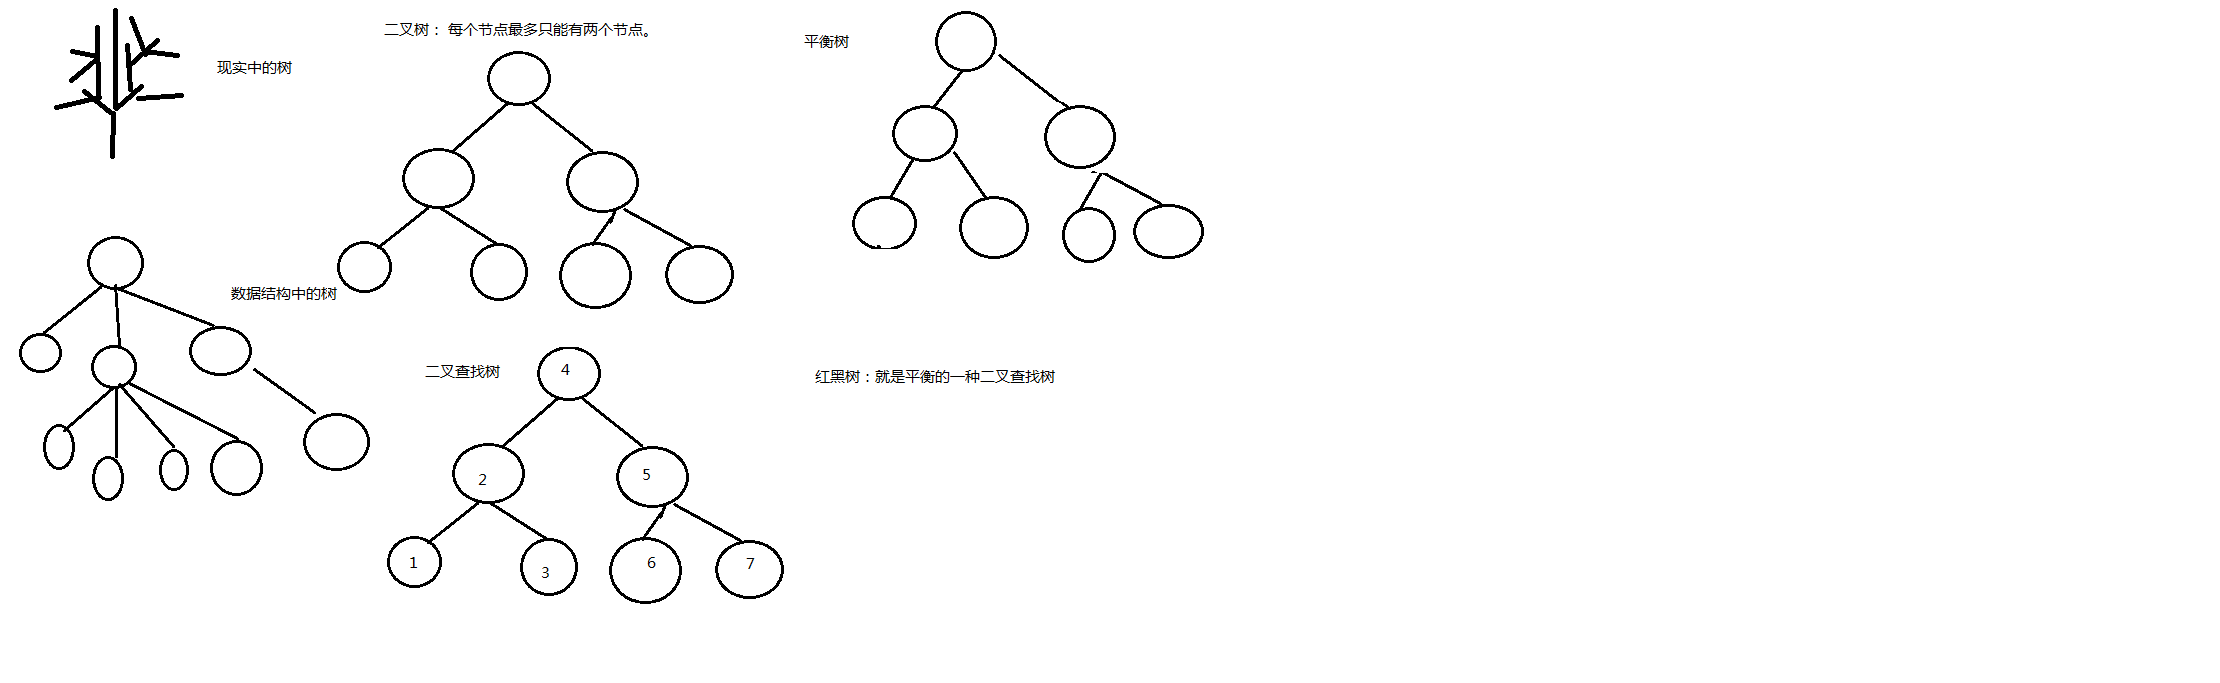 二叉树： 每个节点最多只能有两个节点。
平衡树
现实中的树
数据结构中的树
二叉查找树
4
红黑树：就是平衡的一种二叉查找树
2
5
1
3
6
7